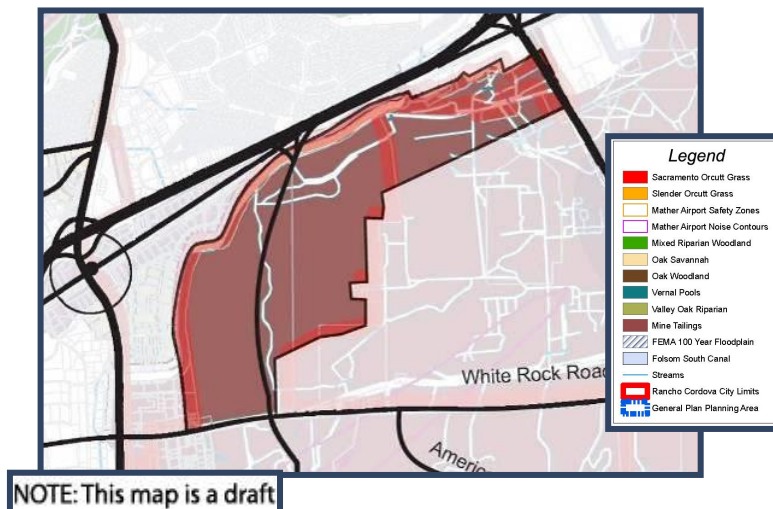 Legend
Sacramento Orcutt Grass
Slender Orcutt Grass
Mather Airport Safety Zones
Mather Airport Noise Contours
Mixed Riparian Woodland
Oak Savannah
Oak Woodland
Vernal Pools
Valley Oak Riparian
Mine Tailings
FEMA 100 Year Floodplain
Folsom South Canal
Streams
Rancho Cordova City Limits
General Plan Planning Area
White Rock Road
Americ
NOTE: This map is a draft